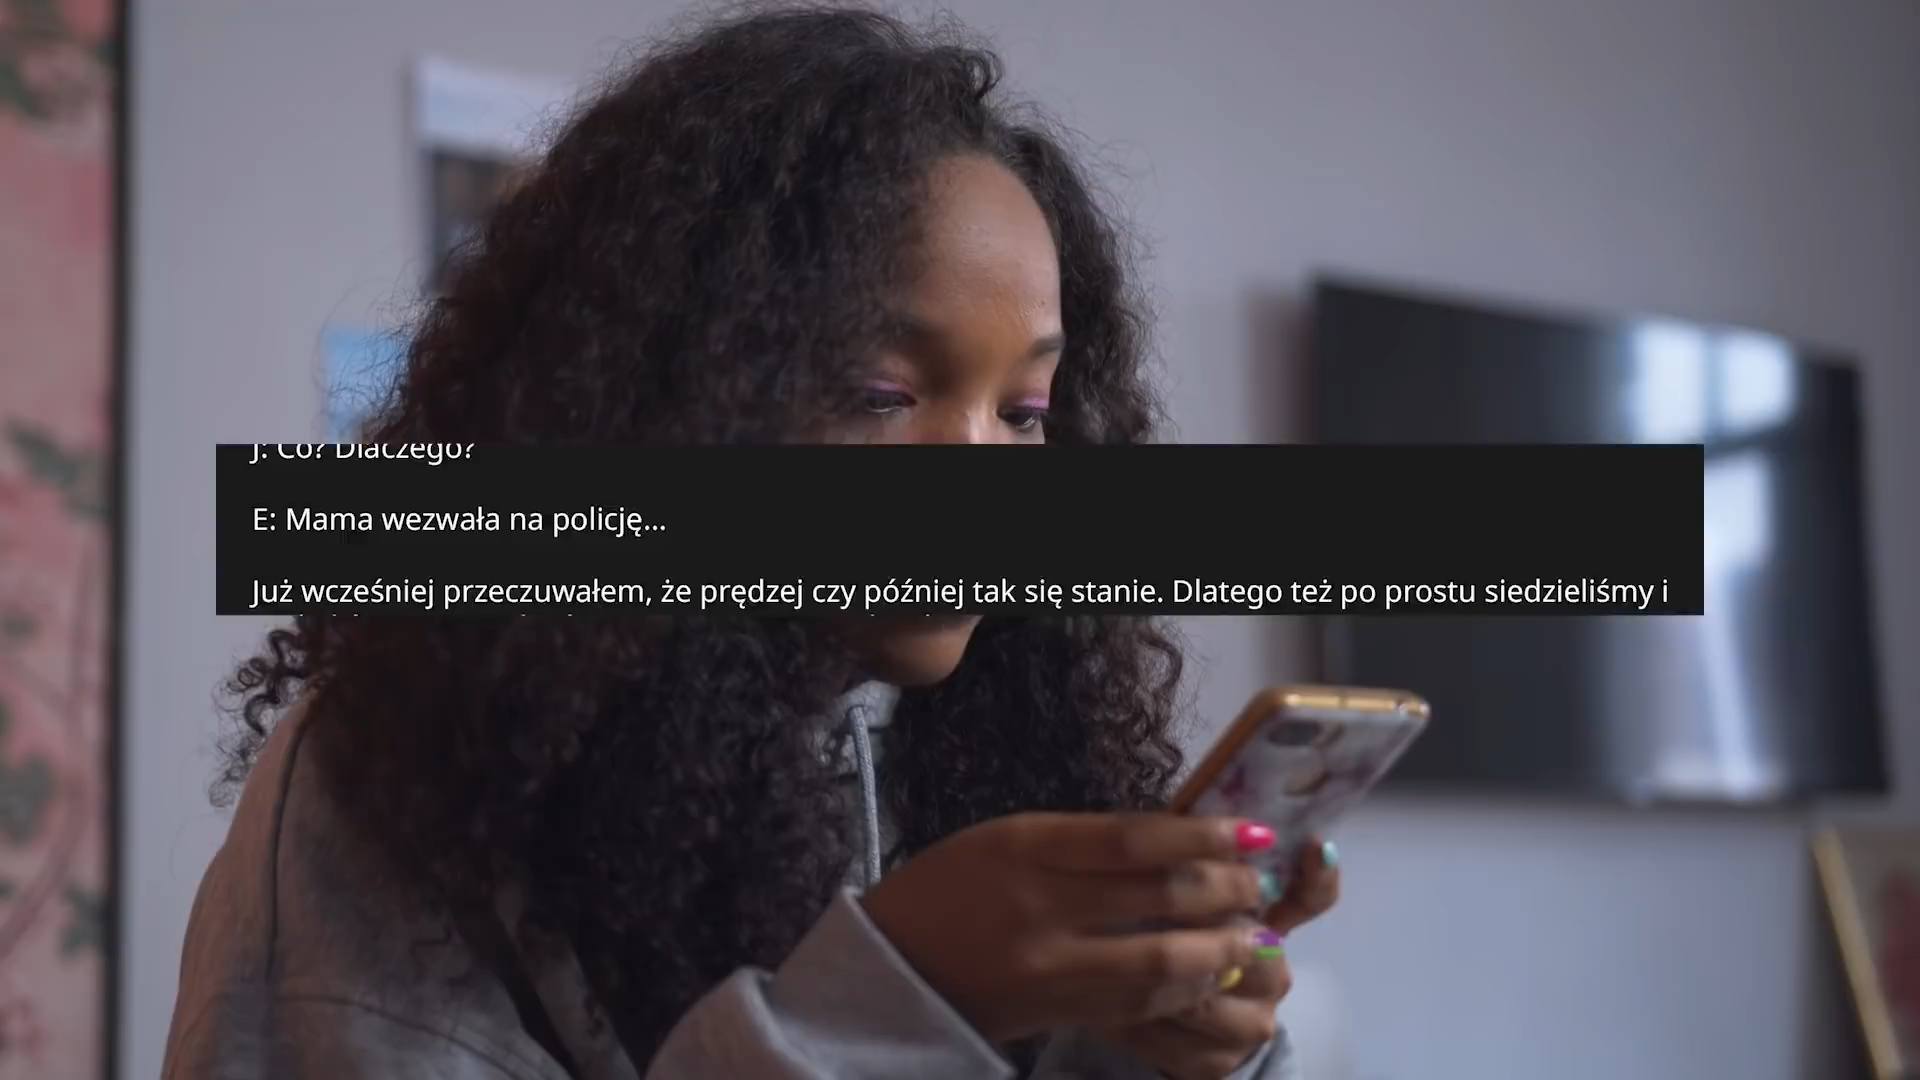 J: Co? Dlaczego?
E: Mama wezwała na policję...
Już wcześniej przeczuwałem, że prędzej czy później tak się stanie. Dlatego też po prostu siedzieliśmy i